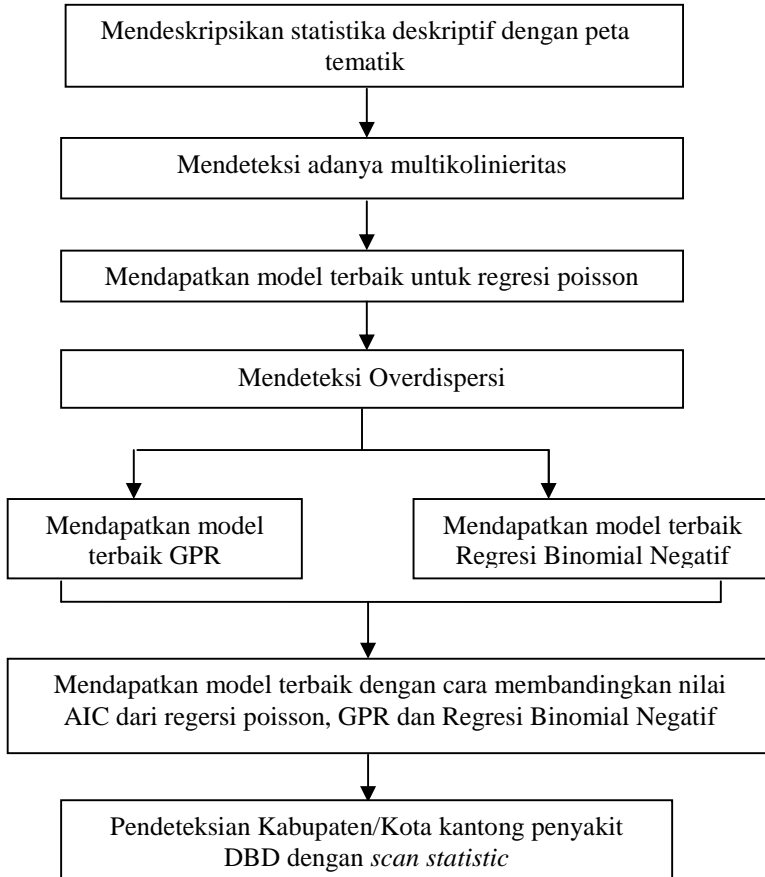 Mendeskripsikan statistika deskriptif dengan peta
tematik
Mendeteksi adanya multikolinieritas
Mendapatkan model terbaik untuk regresi poisson
Mendeteksi Overdispersi
Mendapatkan model
terbaik GPR
Mendapatkan model terbaik
Regresi Binomial Negatif
Mendapatkan model terbaik dengan cara membandingkan nilai
AIC dari regersi poisson, GPR dan Regresi Binomial Negatif
Pendeteksian Kabupaten/Kota kantong penyakit
DBD dengan scan statistic